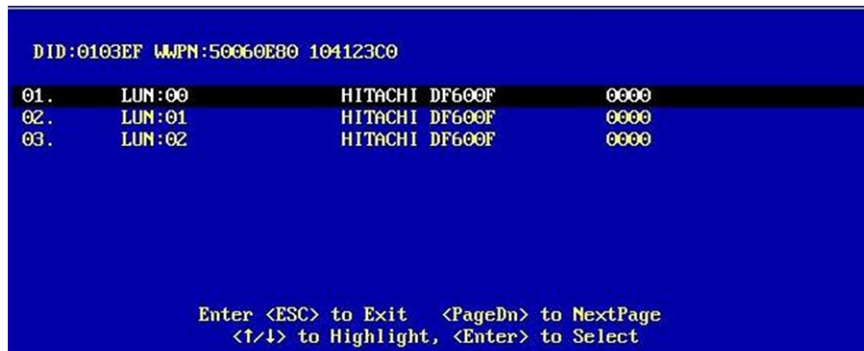 DID:0103EF WWPN:50060E80 104123C0
01. LUN:00 HITACHI DF600F 0000
02. LUN:01 HITACHI DF600F 0000
03. LUN:02 HITACHI DF600F 0000
Enter <ESC> to Exit <PageDn> to NextPage
<↑/↓> to Highlight, <Enter> to Select